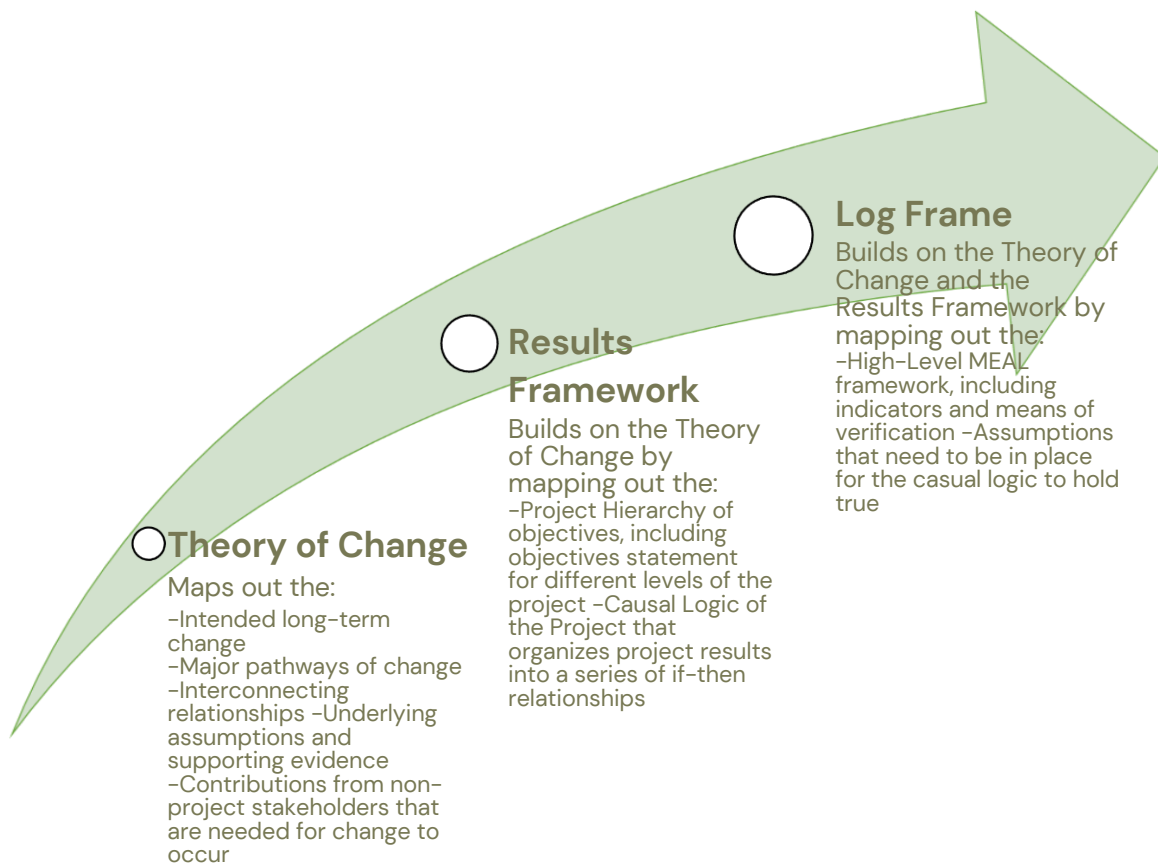 Theory of Change
Maps out the:
-Intended long-term
change
-Major pathways of change
-Interconnecting
relationships -Underlying
assumptions and
supporting evidence
-Contributions from non-
project stakeholders that
are needed for change to
occur
Results
Framework
Builds on the Theory
of Change by
mapping out the:
-Project Hierarchy of
objectives, including
objectives statement
for different levels of the
project -Causal Logic of
the Project that
organizes project results
into a series of if-then
relationships
Log Frame
Builds on the Theory of
Change and the
Results Framework by
mapping out the:
-High-Level MEAL
framework, including
indicators and means of
verification -Assumptions
that need to be in place
for the casual logic to hold
true